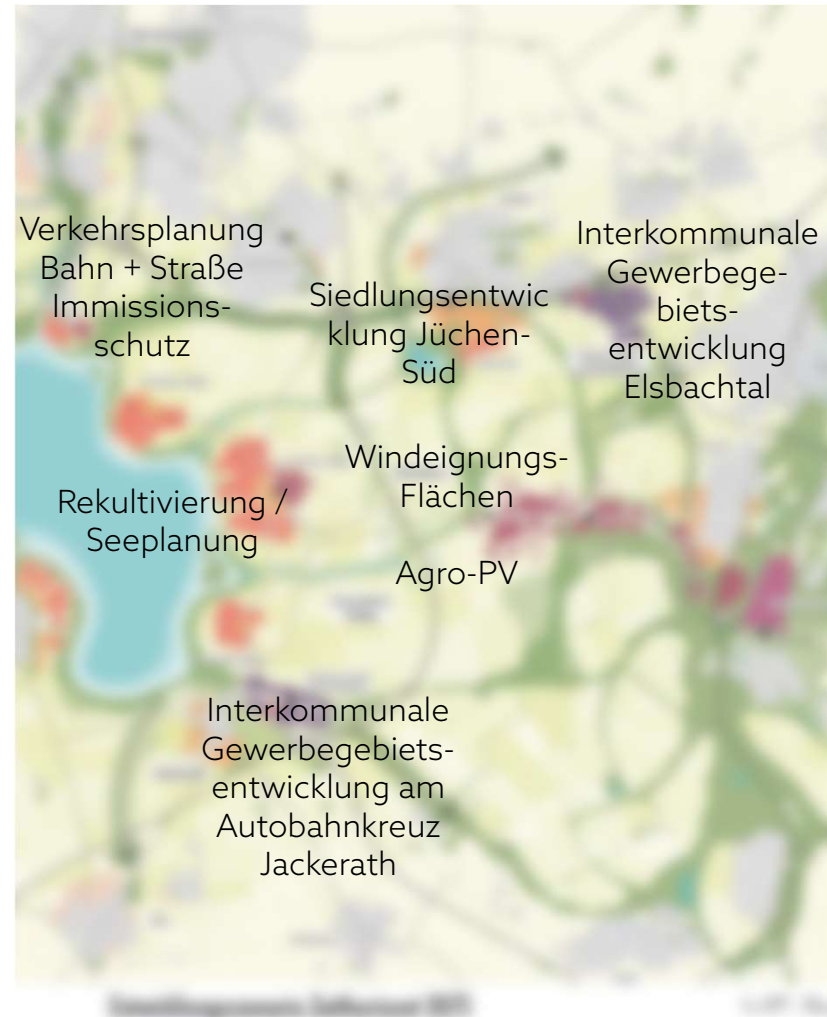 Verkehrsplanung
Bahn + Straße
Immissions-
schutz
Siedlungsentwic
klung Jüchen-
Süd
Interkommunale
Gewerbege-
biets-
entwicklung
Elsbachtal
Windeignungs-
Flächen
Rekultivierung /
Seeplanung
Agro-PV
Interkommunale
Gewerbegebiets-
entwicklung am
Autobahnkreuz
Jackerath